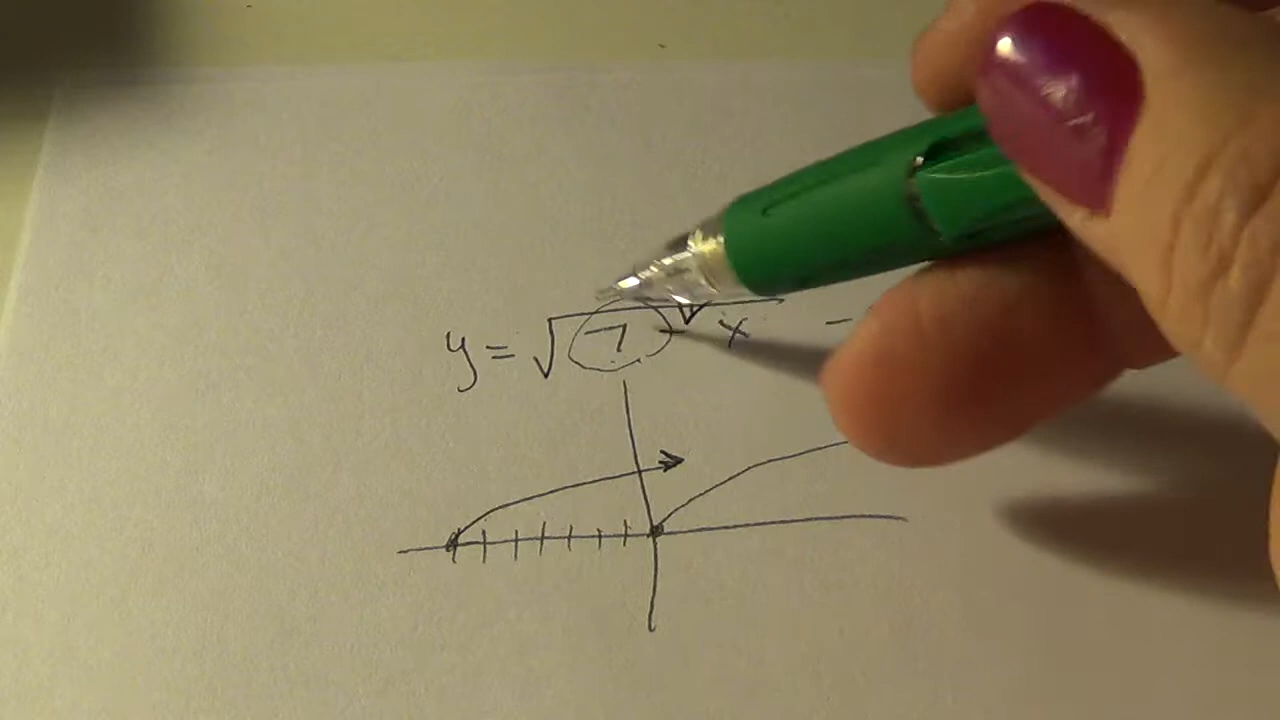 y = √7 - x -